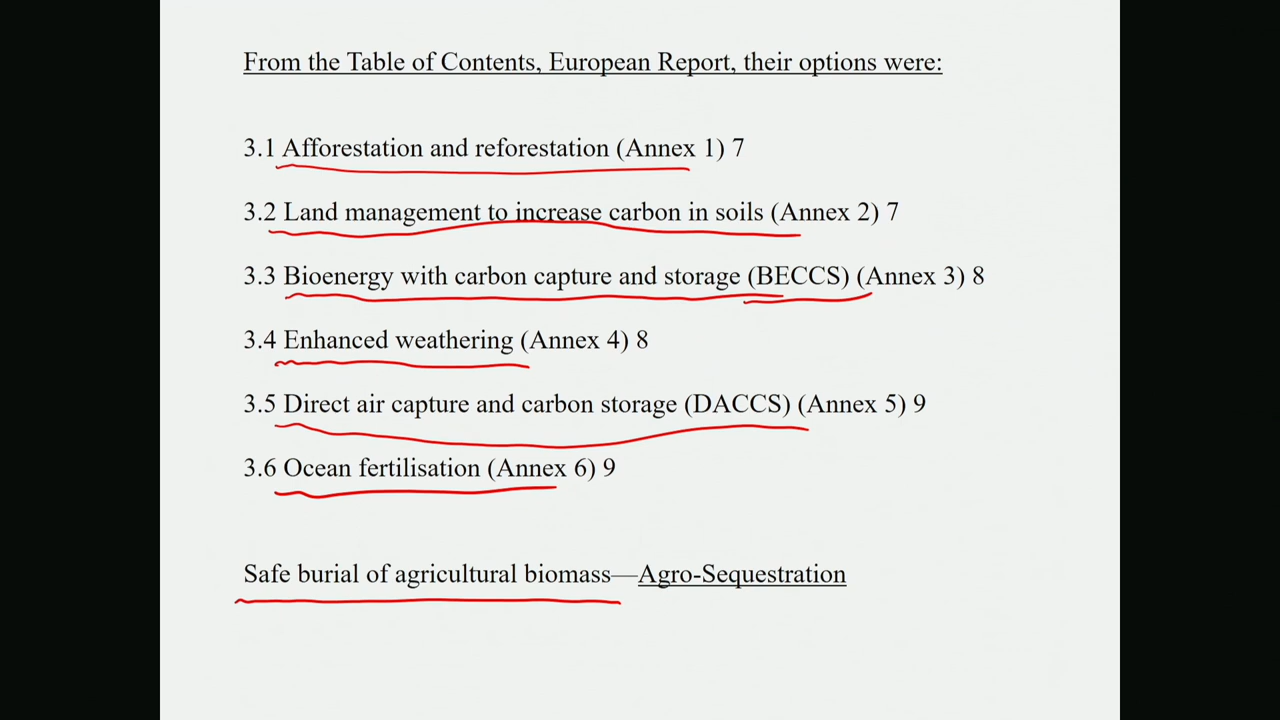 From the Table of Contents, European Report, their options were:
3.1 Afforestation and reforestation (Annex 1) 7
3.2 Land management to increase carbon in soils (Annex 2) 7
3.3 Bioenergy with carbon capture and storage (BECCS) (Annex 3) 8
3.4 Enhanced weathering (Annex 4) 8
3.5 Direct air capture and carbon storage (DACCS) (Annex 5) 9
3.6 Ocean fertilisation (Annex 6) 9
Safe burial of agricultural biomass—Agro-Sequestration